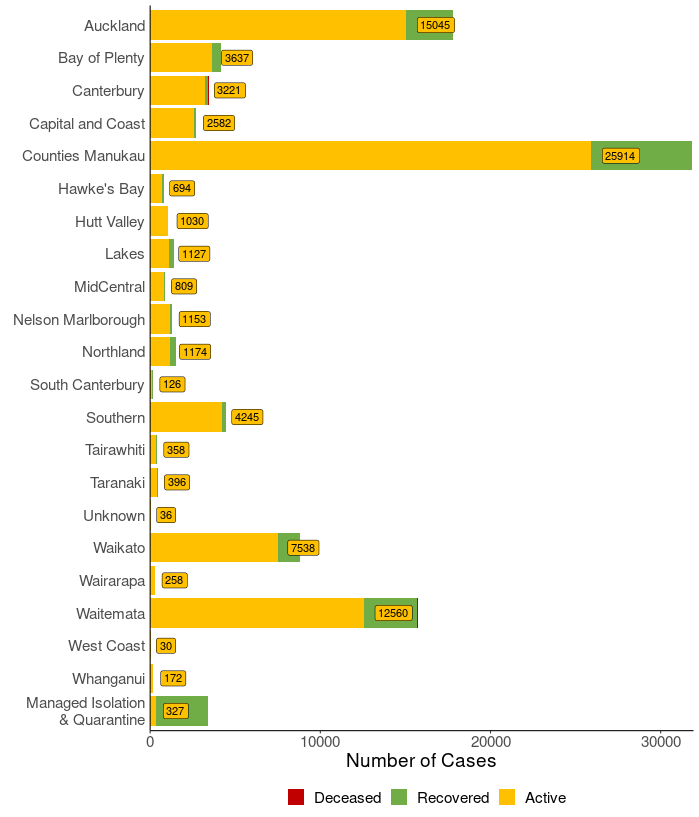 Auckland 15045
Bay of Plenty 3637
Canterbury 3221
Capital and Coast 2582
Counties Manukau 25914
Hawke's Bay 694
Hutt Valley 1030
Lakes 1127
MidCentral 809
Nelson Marlborough 1153
Northland 1174
South Canterbury 126
Southern 4245
Tairawhiti 358
Taranaki 396
Unknown 36
Waikato 7538
Wairarapa 258
Waitemata 12560
West Coast 30
Whanganui 172
Managed Isolation
& Quarantine 327
0 10000 20000 30000
Number of Cases
Deceased Recovered Active